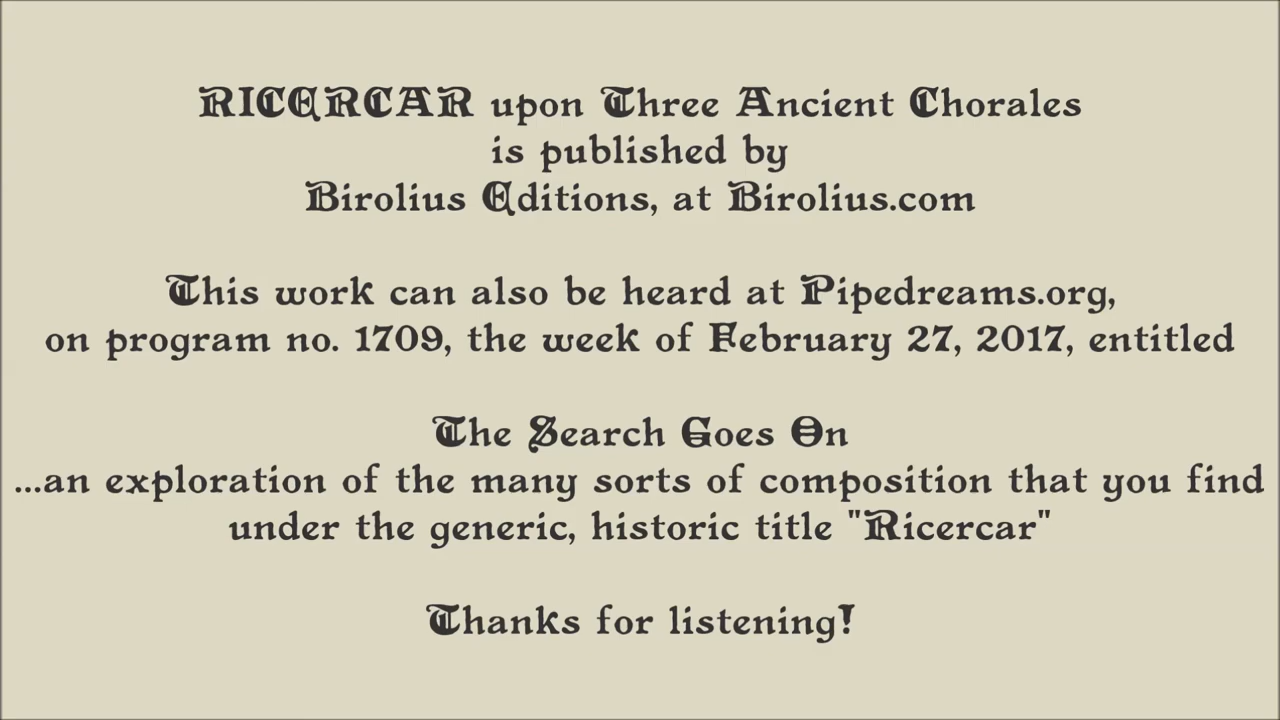 RICERCAR upon Three Ancient Chorales
is published by
Birolius Editions, at Birolius.com
This work can also be heard at Pipedreams.org,
on program no. 1709, the week of February 27, 2017, entitled
The Search Goes On
...an exploration of the many sorts of composition that you find
under the generic, historic title "Ricercar"
Thanks for listening!